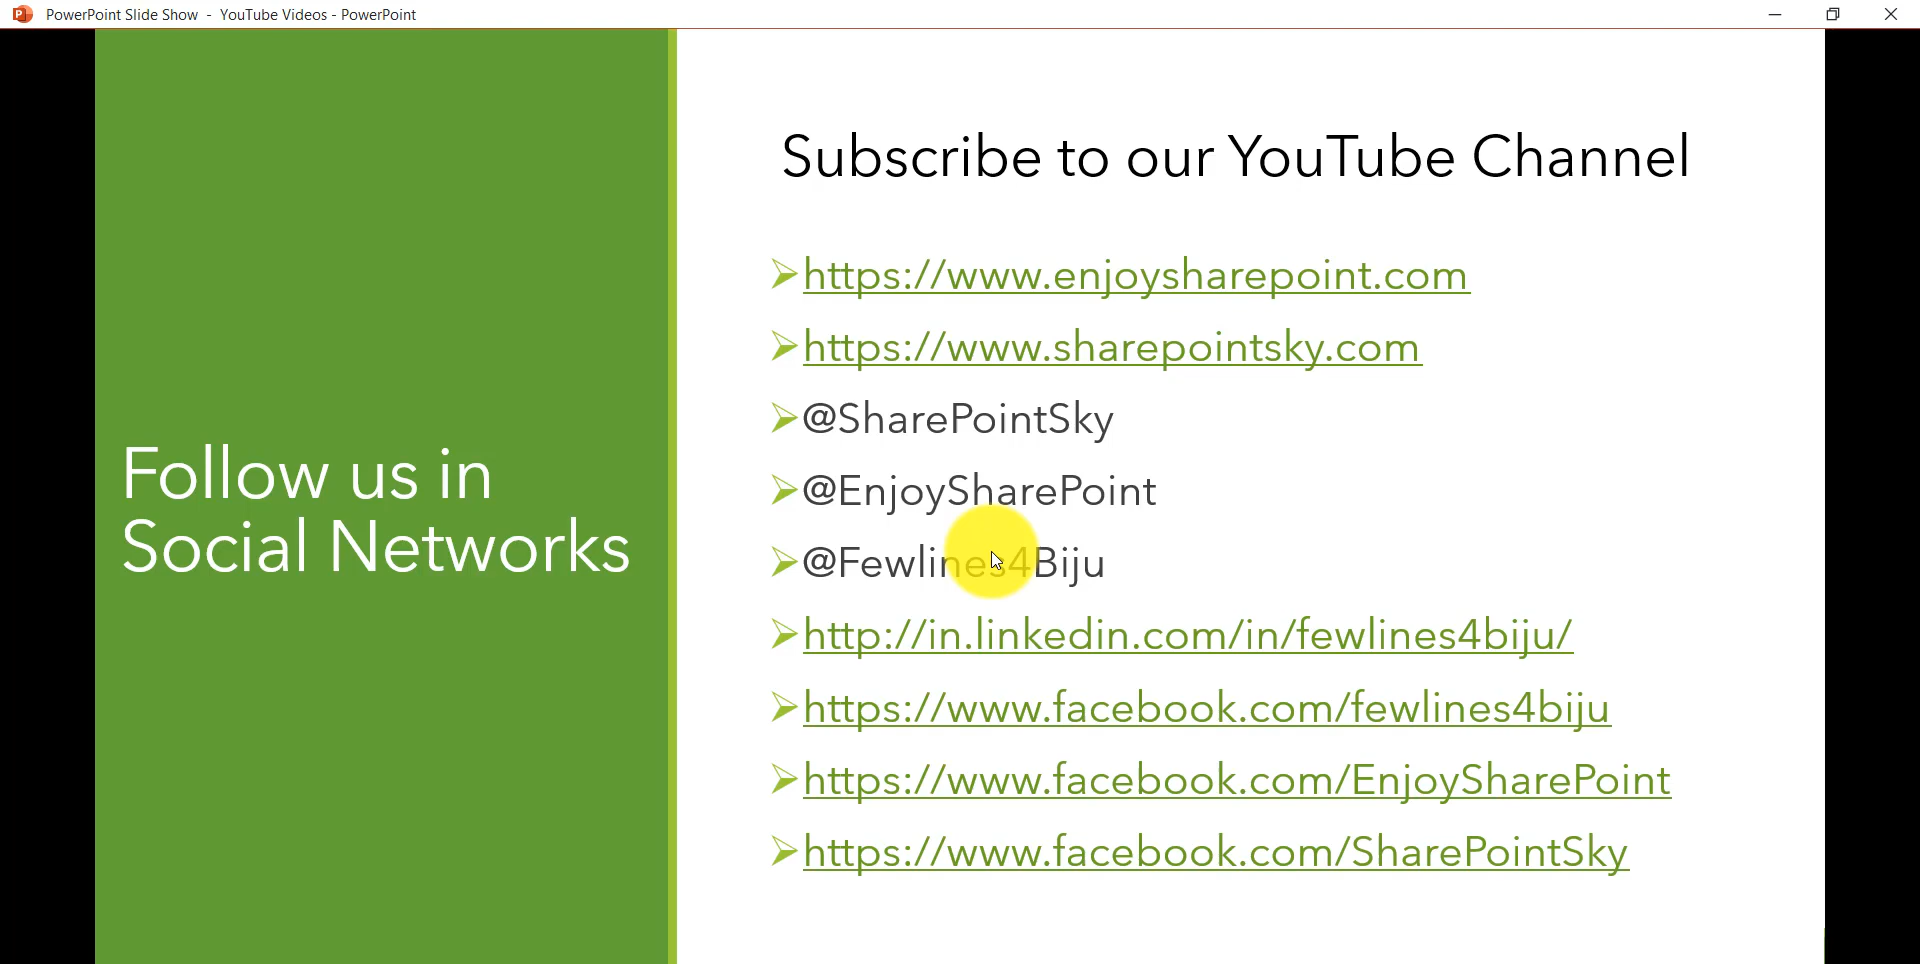 PowerPoint Slide Show - YouTube Videos - PowerPoint
Follow us in
Social Networks
Subscribe to our YouTube Channel
https://www.enjoysharepoint.com
https://www.sharepointsky.com
@SharePointSky
@EnjoySharePoint
@Fewlines4Biju
http://in.linkedin.com/in/fewlines4biju/
https://www.facebook.com/fewlines4biju
https://www.facebook.com/EnjoySharePoint
https://www.facebook.com/SharePointSky